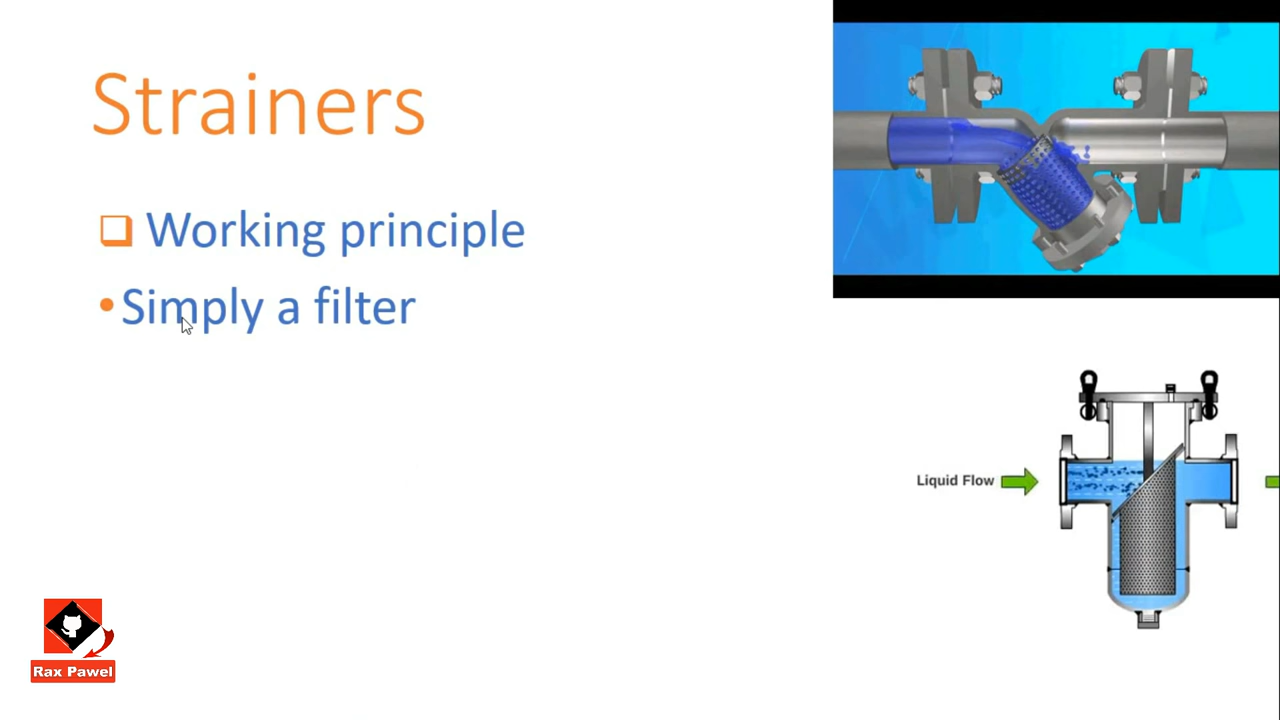 Strainers
Working principle
Simply a filter
Liquid Flow
Rax Pawel